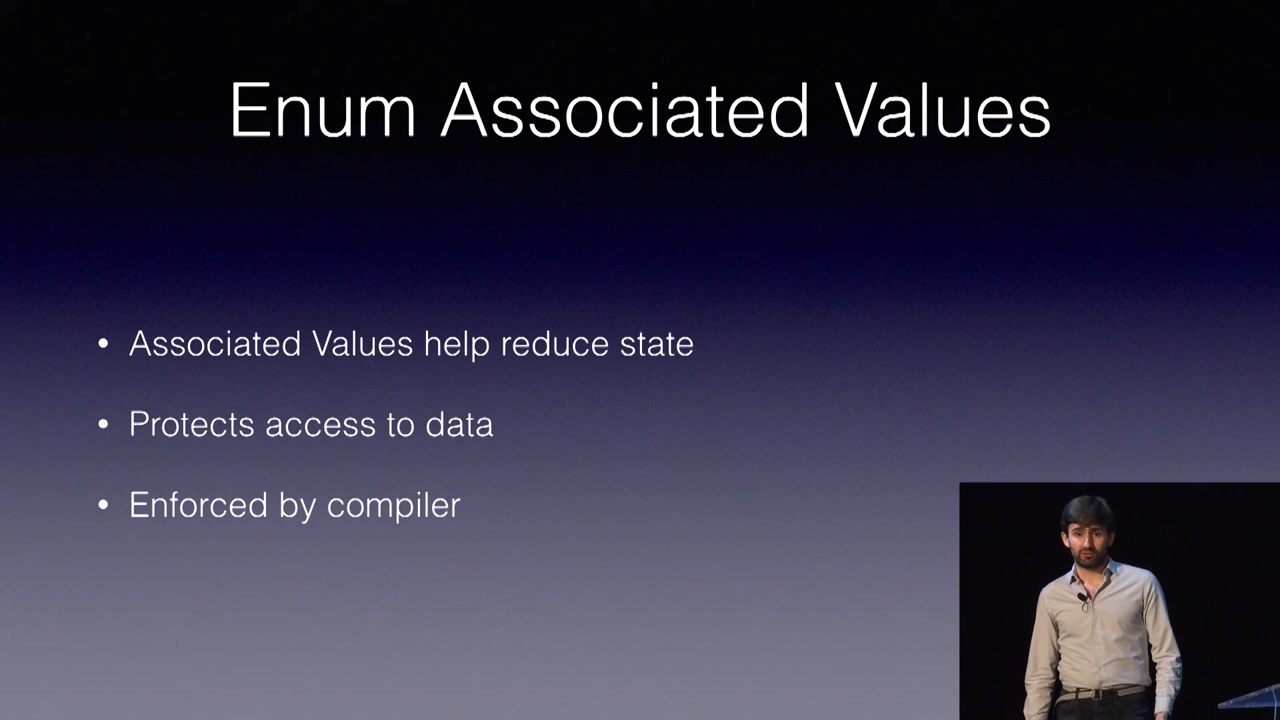 Enum Associated Values
• Associated Values help reduce state
• Protects access to data
• Enforced by compiler